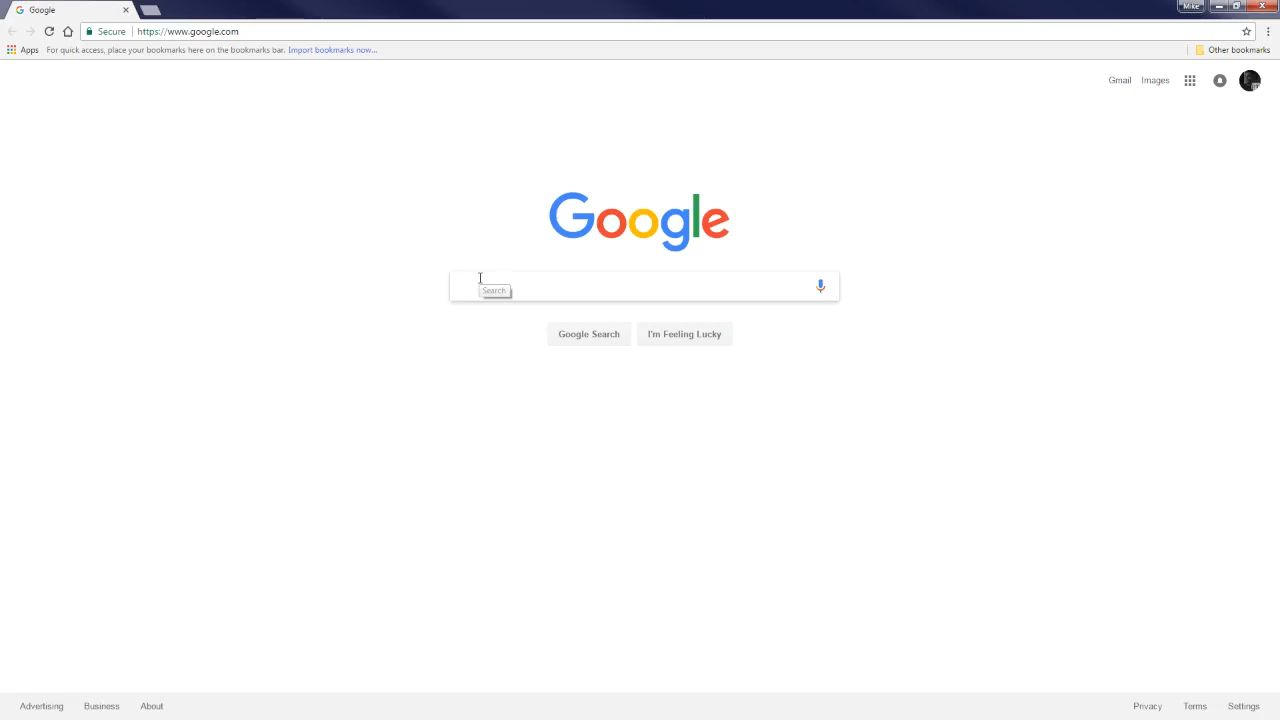 Google
Mike
Secure
https://www.google.com
Apps
For quick access, place your bookmarks here on the bookmarks bar.
Import bookmarks now...
Other bookmarks
Gmail
Images
Google
Search
Google Search
I'm Feeling Lucky
Advertising
Business
About
Privacy
Terms
Settings